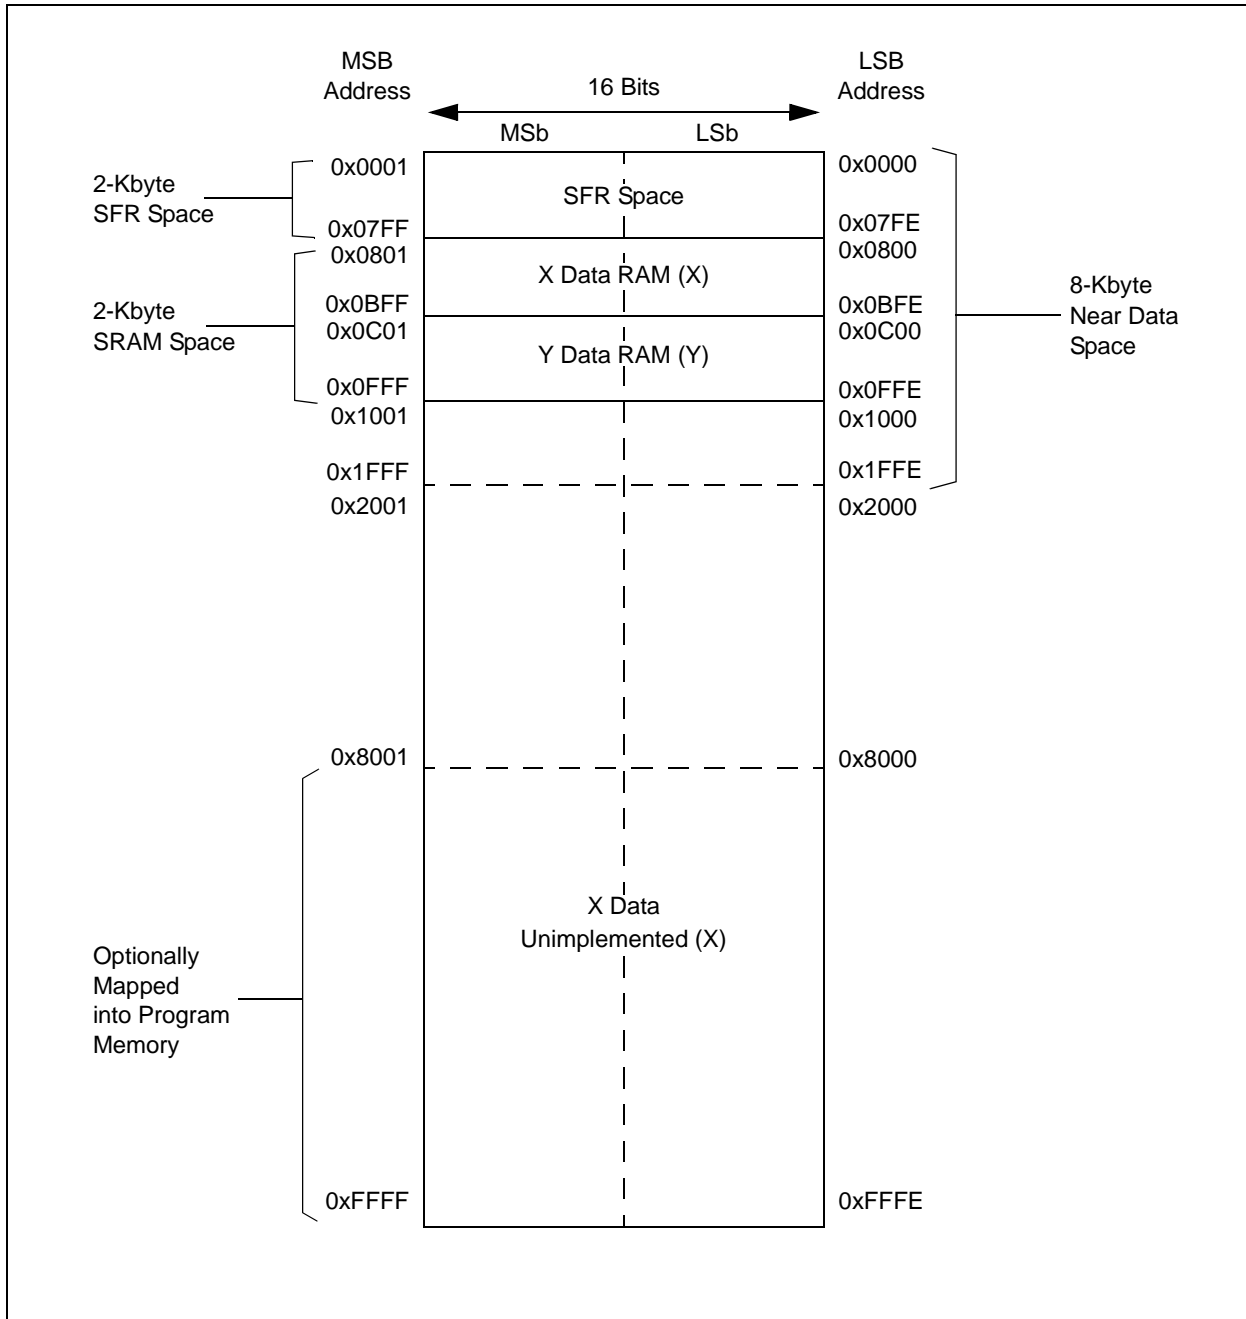 MSB
Address
LSB
Address
16 Bits
MSb
LSb
0x0001
0x0000
2-Kbyte
SFR Space
SFR Space
0x07FF
0x07FE
0x0801
0x0800
X Data RAM (X)
2-Kbyte
SRAM Space
0x0BFF
0x0BFE
0x0C01
0x0C00
8-Kbyte
Near Data
Space
Y Data RAM (Y)
0x0FFF
0x0FFE
0x1001
0x1000
0x1FFF
0x1FFE
0x2001
0x2000
0x8001
0x8000
X Data
Unimplemented (X)
Optionally
Mapped
into Program
Memory
0xFFFF
0xFFFE